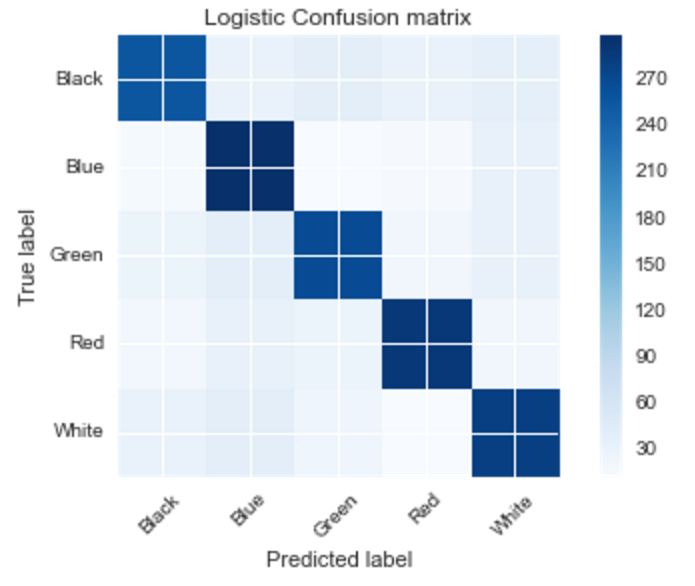 Logistic Confusion matrix
True label
Black
Blue
Green
Red
White
Black
Blue
Green
Red
White
Predicted label
270
240
210
180
150
120
90
60
30